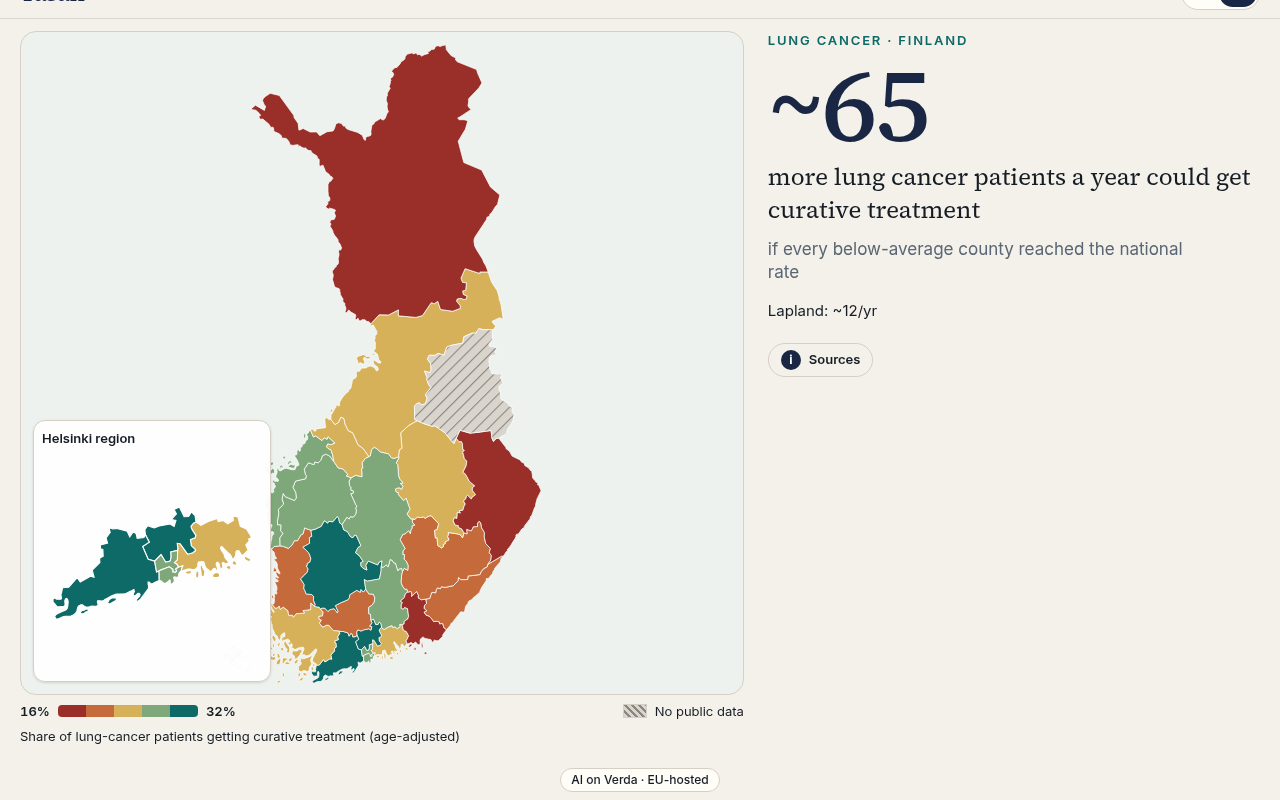 LUNG CANCER · FINLAND
~65
more lung cancer patients a year could get
curative treatment
if every below-average county reached the national
rate
Lapland: ~12/yr
i Sources
Helsinki region
16% 32%
No public data
Share of lung-cancer patients getting curative treatment (age-adjusted)
AI on Verda · EU-hosted